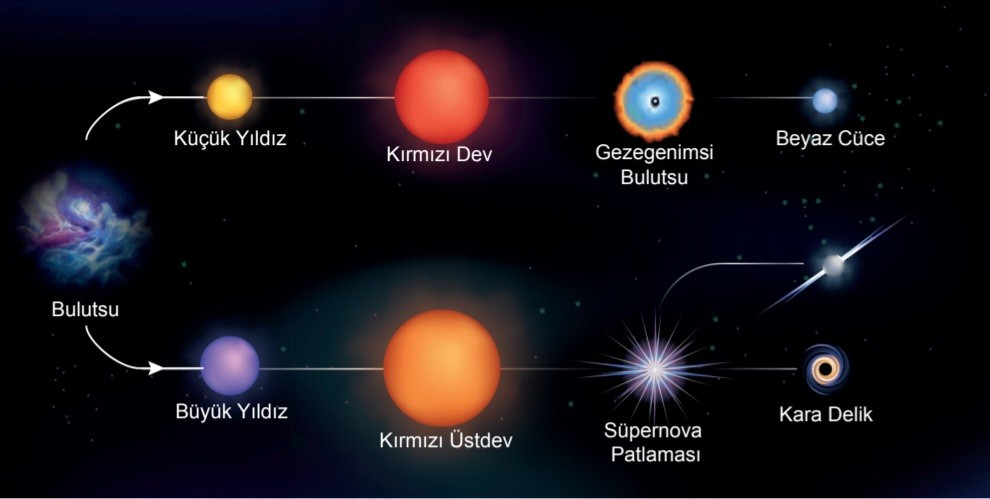 Küçük Yıldız
Kırmızı Dev
Gezegenimsi
Bulutsu
Beyaz Cüce
Bulutsu
Büyük Yıldız
Kırmızı Üstdev
Süpernova
Patlaması
Kara Delik